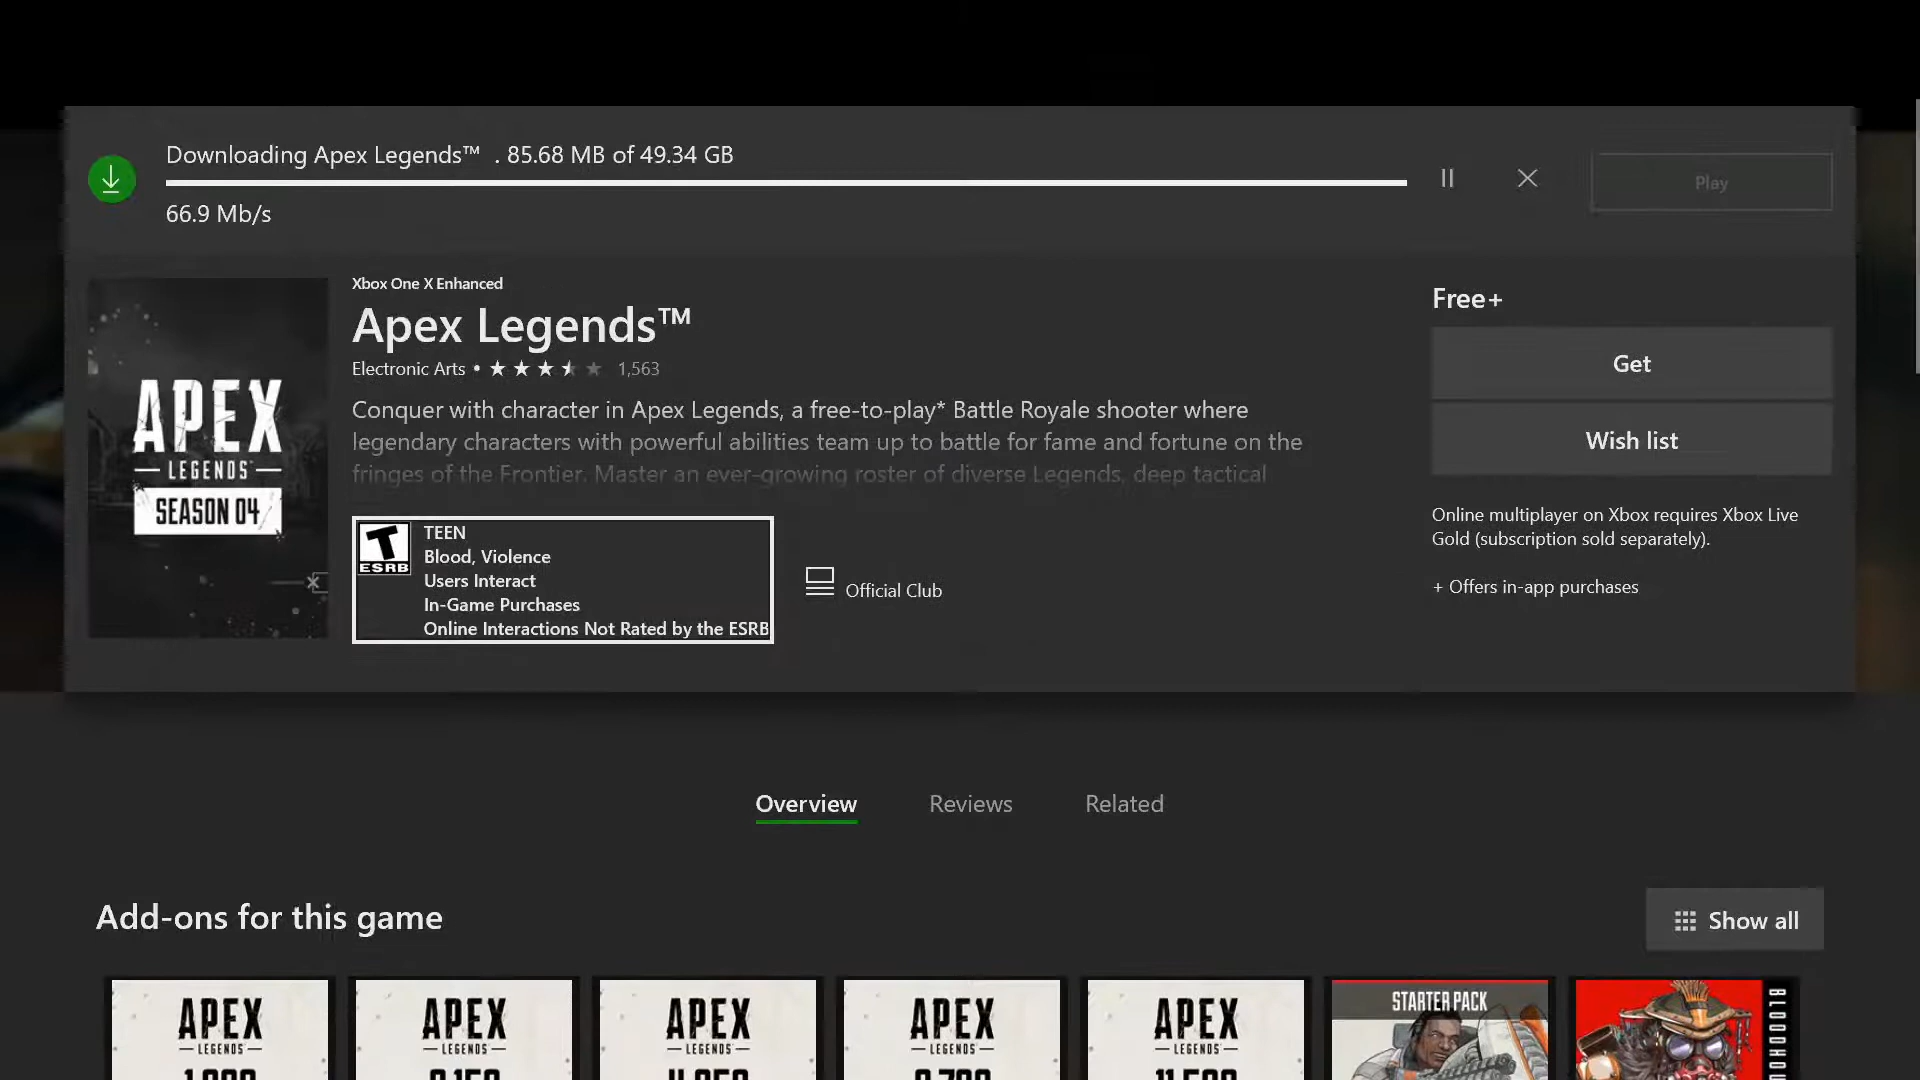 Downloading Apex Legends™ . 85.68 MB of 49.34 GB
66.9 Mb/s
Play
Xbox One X Enhanced
Apex Legends™
Electronic Arts • 1,563
Conquer with character in Apex Legends, a free-to-play* Battle Royale shooter where
legendary characters with powerful abilities team up to battle for fame and fortune on the
fringes of the Frontier. Master an ever-growing roster of diverse Legends, deep tactical
APEX
LEGENDS
SEASON 04
T
ESRB
TEEN
Blood, Violence
Users Interact
In-Game Purchases
Online Interactions Not Rated by the ESRB
Official Club
Free+
Get
Wish list
Online multiplayer on Xbox requires Xbox Live
Gold (subscription sold separately).
+ Offers in-app purchases
Overview
Reviews
Related
Add-ons for this game
Show all
APEX
LEGENDS
APEX
LEGENDS
APEX
LEGENDS
APEX
LEGENDS
APEX
LEGENDS
STARTER PACK